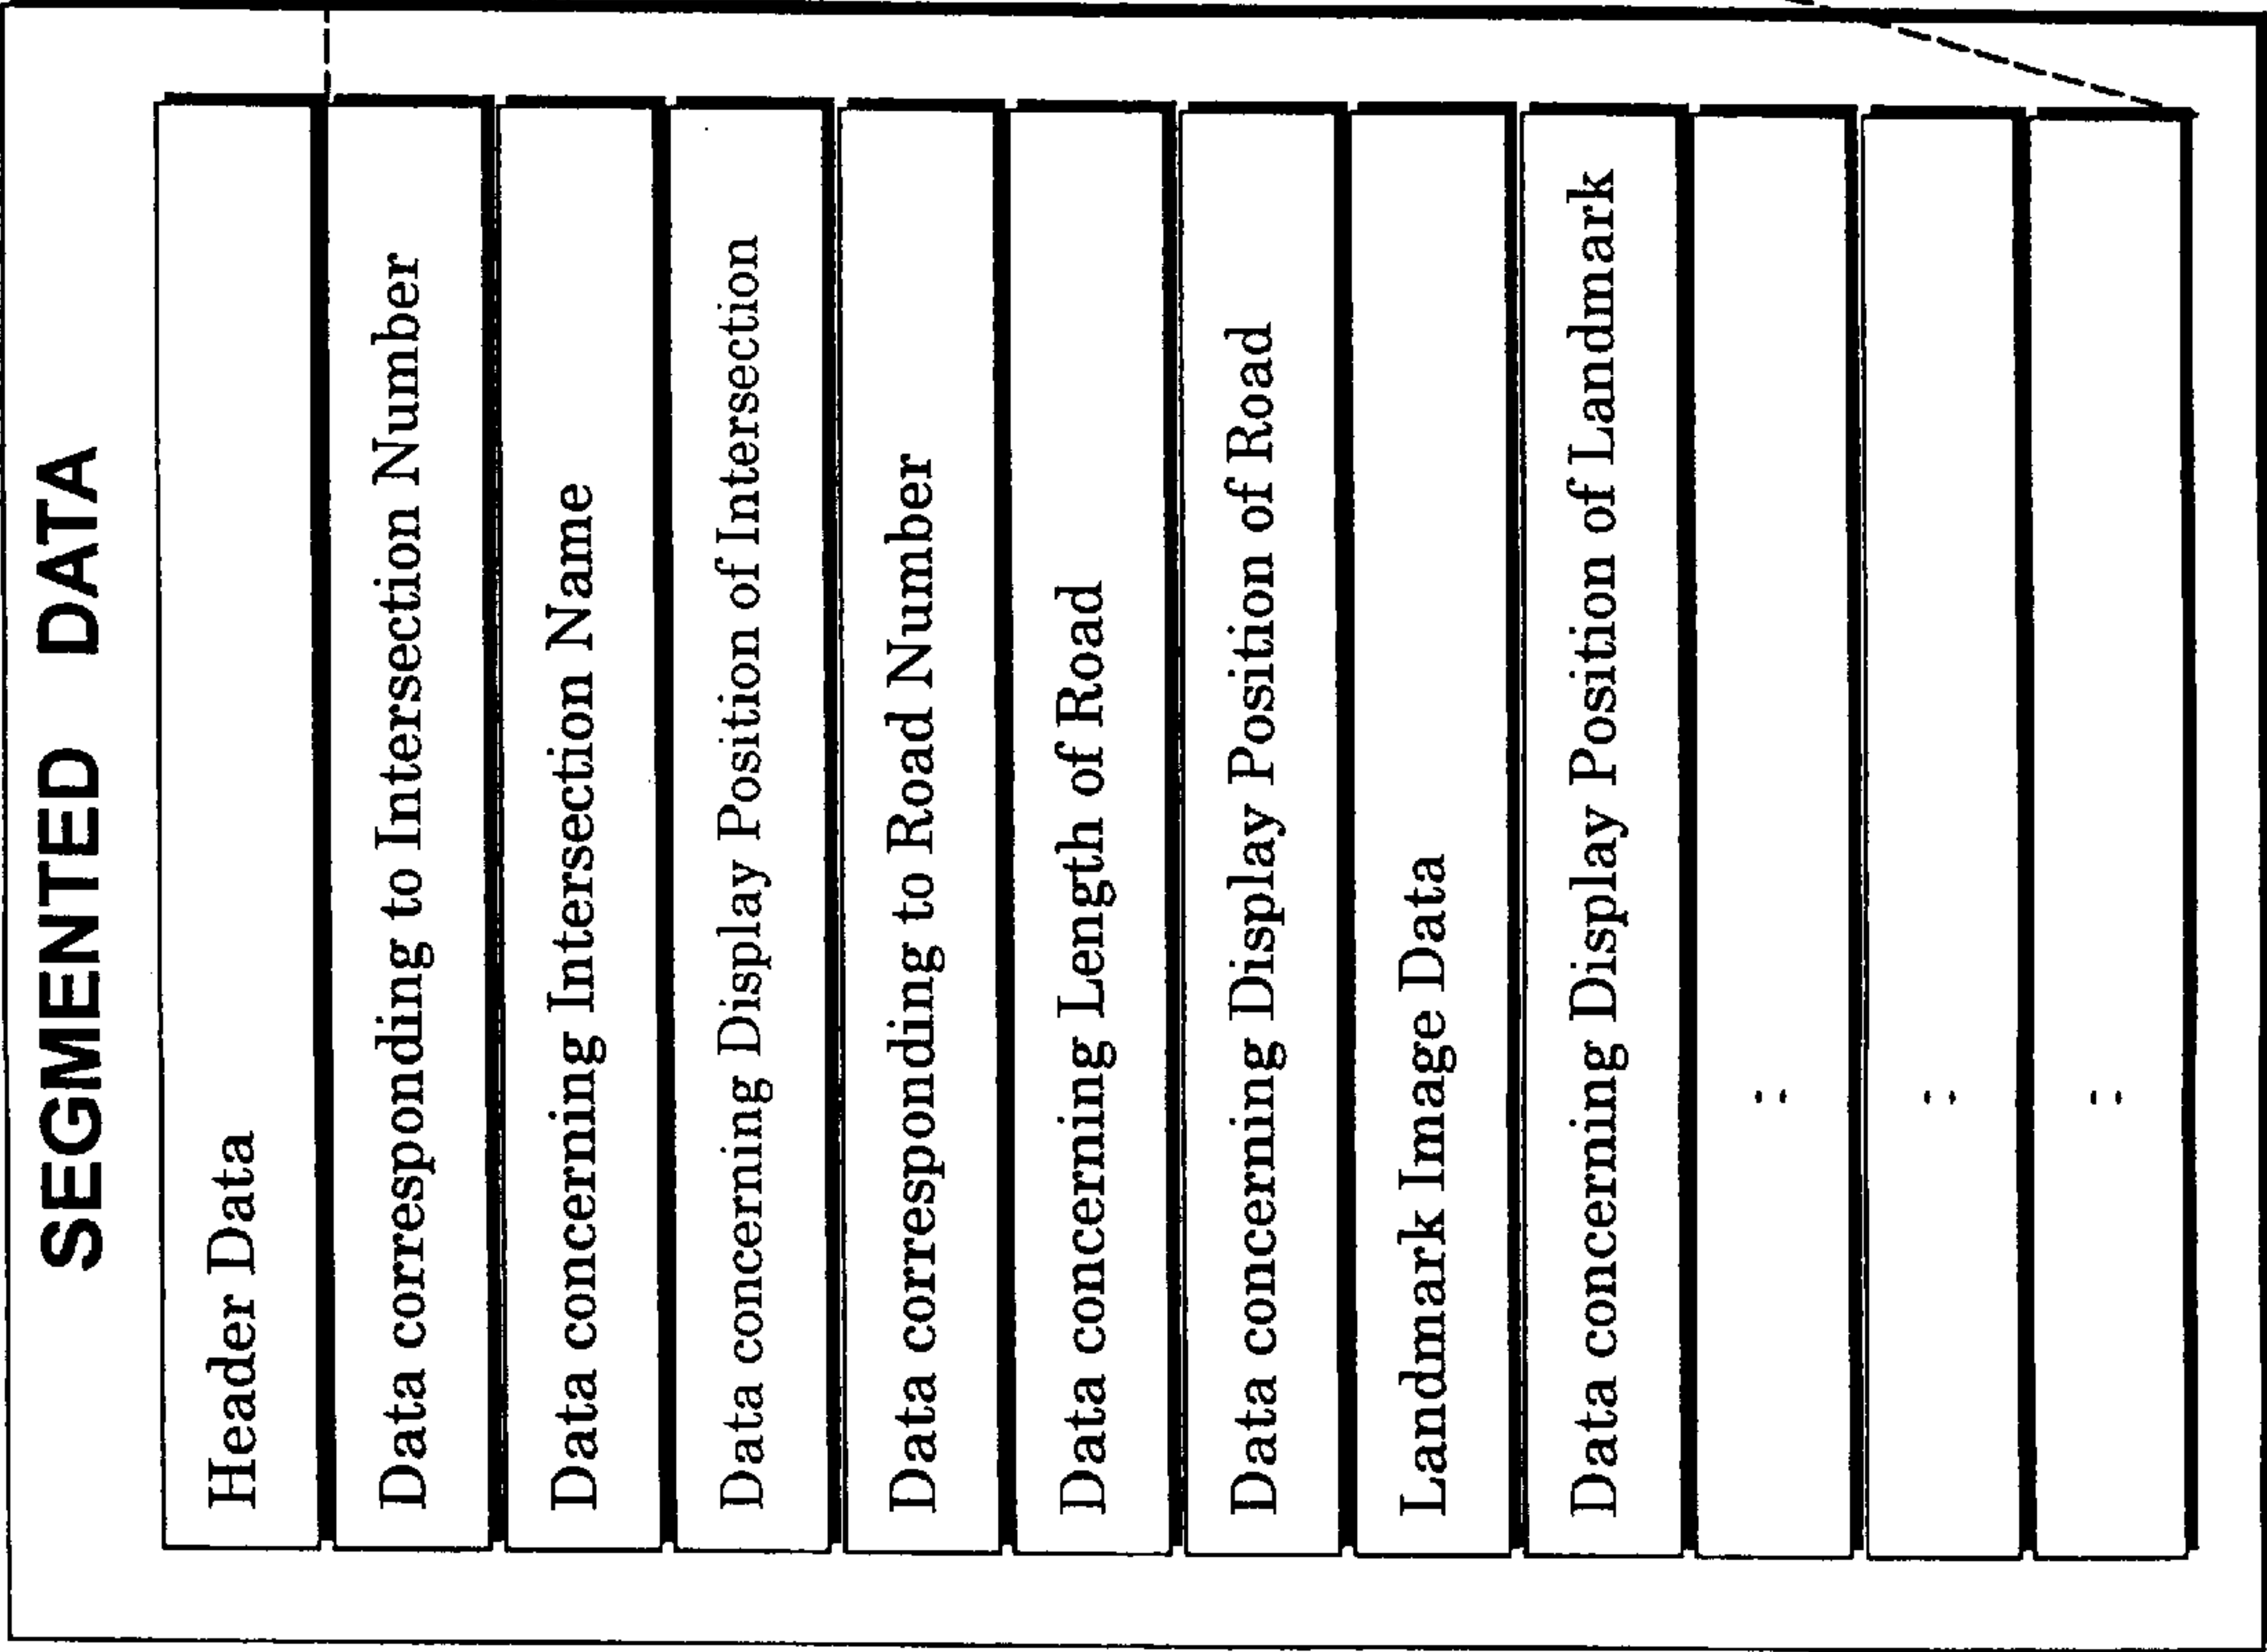 SEGMENTED DATA
Header Data
Data corresponding to Intersection Number
Data concerning Intersection Name
Data concerning Display Position of Intersection
Data corresponding to Road Number
Data concerning Length of Road
Data concerning Display Position of Road
Landmark Image Data
Data concerning Display Position of Landmark
:
:
: